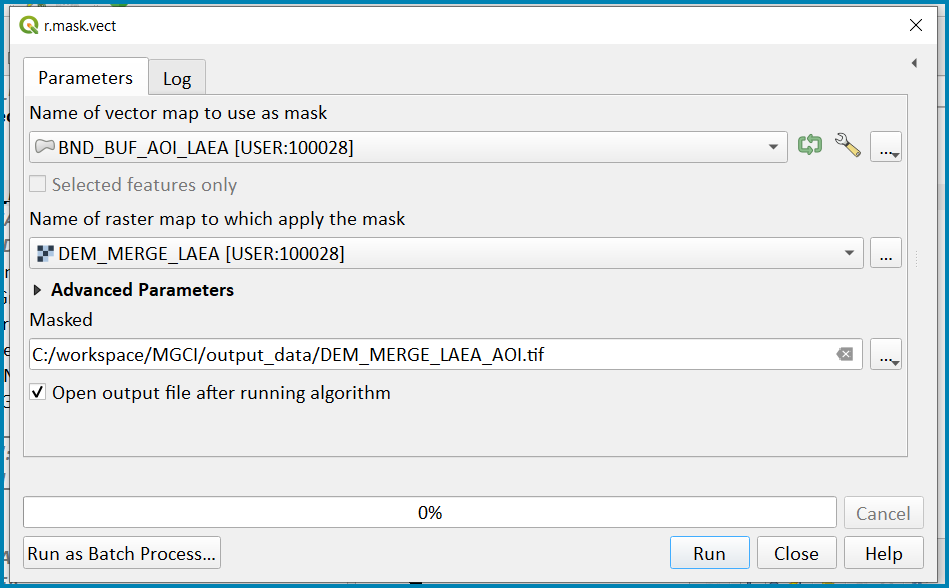 r.mask.vect
Parameters
Log
Name of vector map to use as mask
BND_BUF_AOI_LAEA [USER:100028]
...
Selected features only
Name of raster map to which apply the mask
DEM_MERGE_LAEA [USER:100028]
...
Advanced Parameters
Masked
C:/workspace/MGCI/output_data/DEM_MERGE_LAEA_AOI.tif
...
Open output file after running algorithm
0%
Cancel
Run as Batch Process...
Run
Close
Help